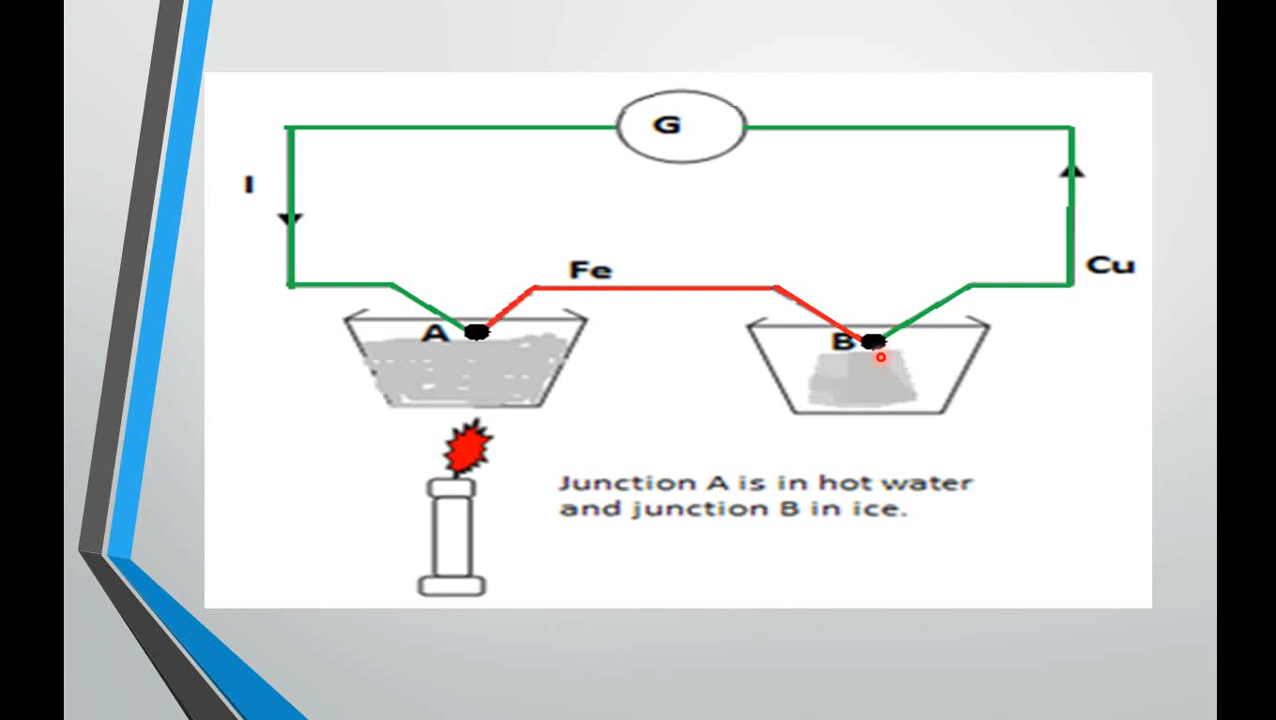 G
I
Fe
Cu
A
B
Junction A is in hot water
and junction B in ice.